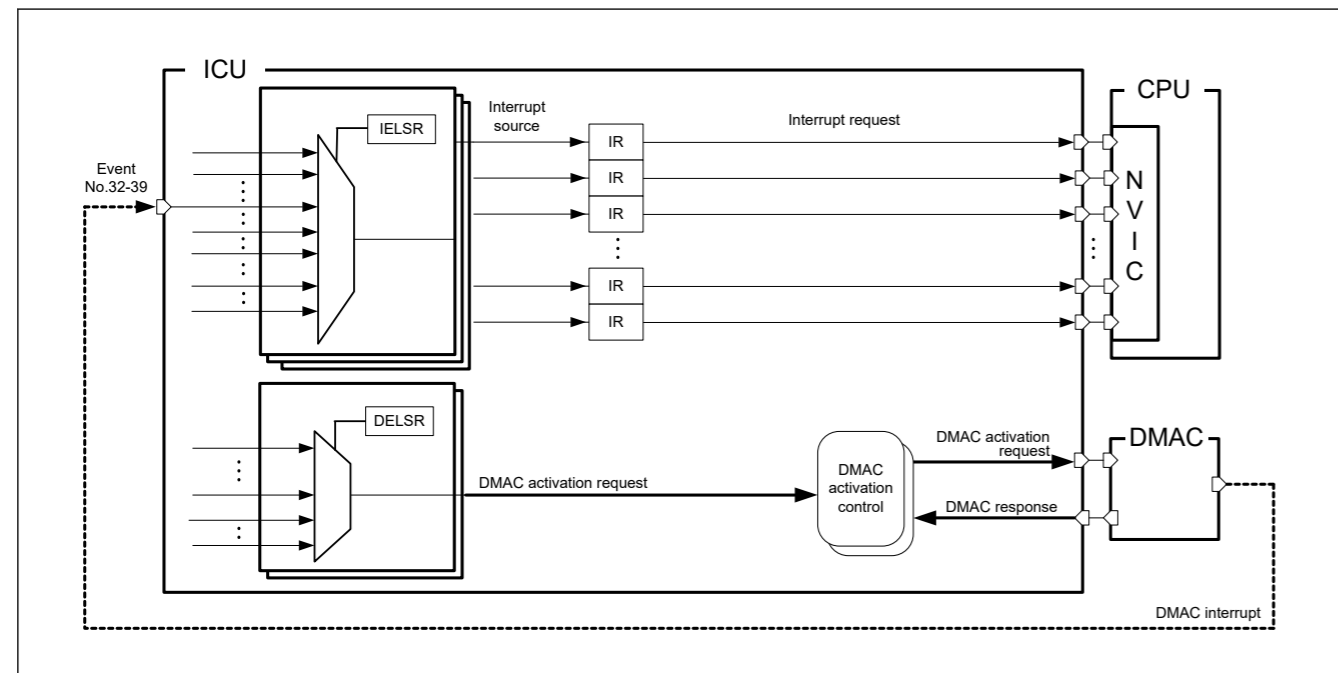 ICU
CPU
IELSR
Interrupt
source
Interrupt request
IR
IR
IR
IR
IR
N
V
I
C
Event
No.32-39
DELSR
DMAC activation request
DMAC
activation
control
DMAC activation
request
DMAC response
DMAC
DMAC interrupt